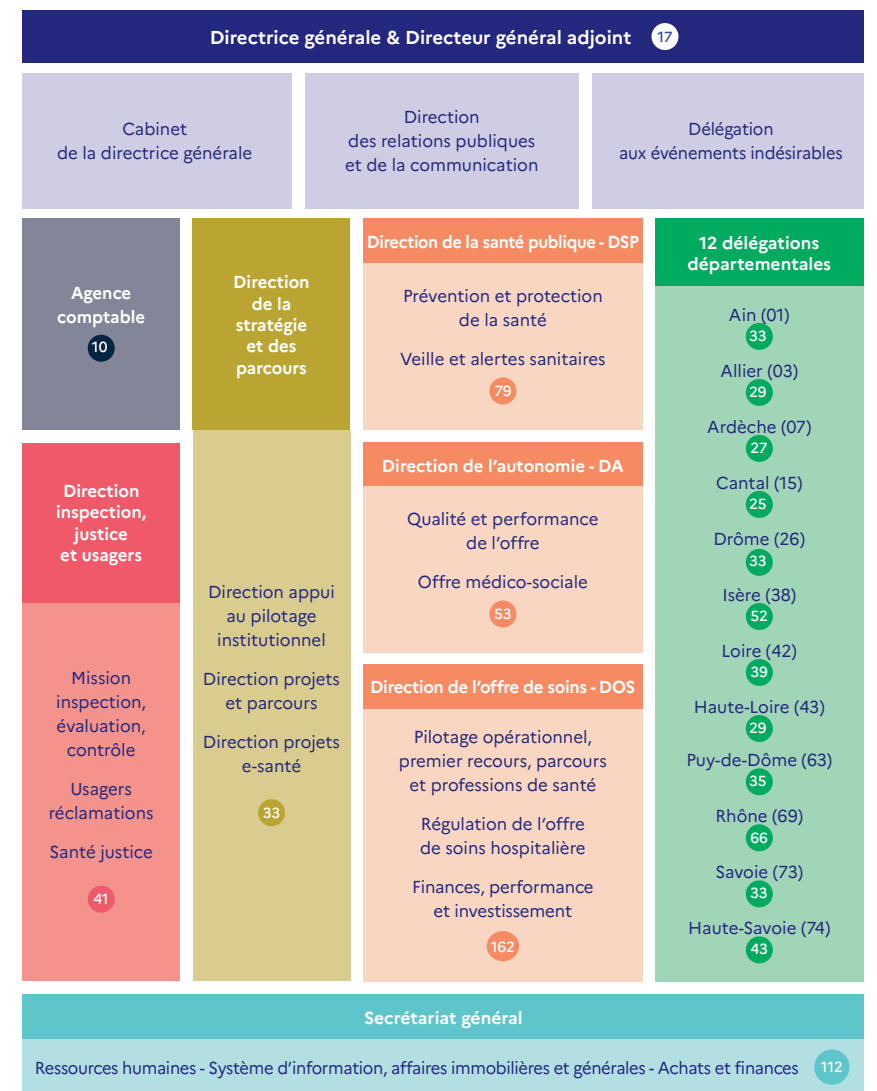 Directrice générale & Directeur général adjoint 17
Cabinet
de la directrice générale
Direction
des relations publiques
et de la communication
Délégation
aux événements indésirables
Agence
comptable
10
Direction
inspection,
justice
et usagers
Mission
inspection,
évaluation,
contrôle
Usagers
réclamations
Santé justice
41
Direction
de la
stratégie
et des
parcours
Direction appui
au pilotage
institutionnel
Direction projets
et parcours
Direction projets
e-santé
33
Direction de la santé publique - DSP
Prévention et protection
de la santé
Veille et alertes sanitaires
79
Direction de l'autonomie - DA
Qualité et performance
de l'offre
Offre médico-sociale
53
Direction de l'offre de soins - DOS
Pilotage opérationnel,
premier recours, parcours
et professions de santé
Régulation de l'offre
de soins hospitalière
Finances, performance
et investissement
162
12 délégations
départementales
Ain (01)
33
Allier (03)
29
Ardèche (07)
27
Cantal (15)
25
Drôme (26)
33
Isère (38)
52
Loire (42)
39
Haute-Loire (43)
29
Puy-de-Dôme (63)
35
Rhône (69)
66
Savoie (73)
33
Haute-Savoie (74)
43
Secrétariat général
Ressources humaines - Système d'information, affaires immobilières et générales - Achats et finances 112